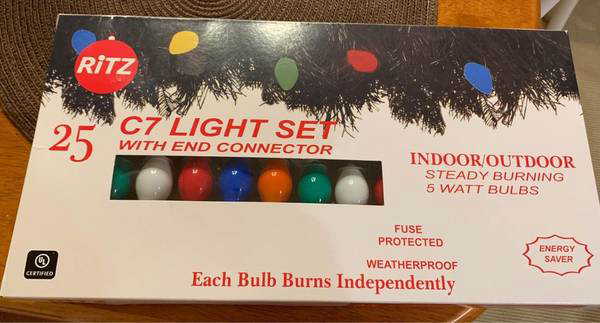 RiTZ
25
C7 LIGHT SET
WITH END CONNECTOR
INDOOR/OUTDOOR
STEADY BURNING
5 WATT BULBS
FUSE
PROTECTED
WEATHERPROOF
ENERGY
SAVER
UL
CERTIFIED
Each Bulb Burns Independently